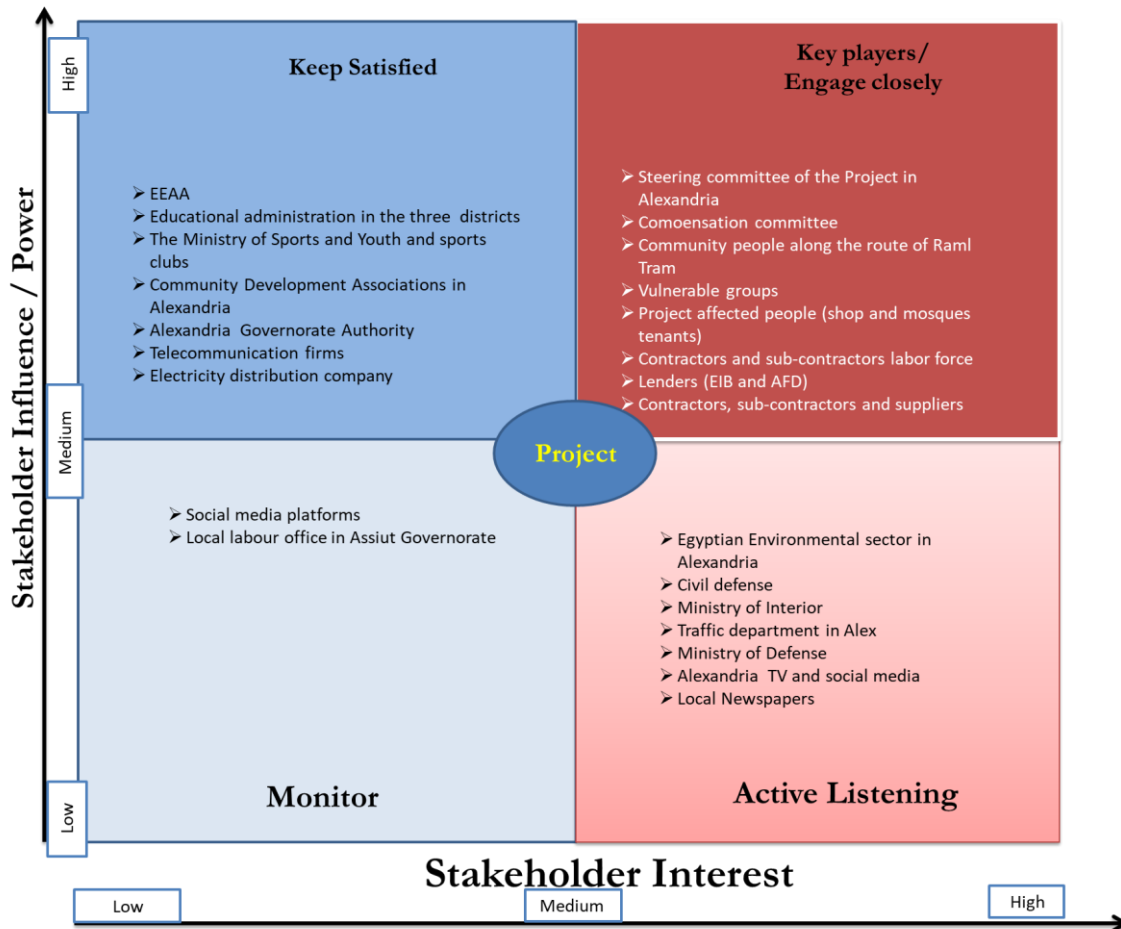 High
Medium
Low
Stakeholder Influence / Power
Keep Satisfied
➢ EEAA
➢ Educational administration in the three districts
➢ The Ministry of Sports and Youth and sports
clubs
➢ Community Development Associations in
Alexandria
➢ Alexandria Governorate Authority
➢ Telecommunication firms
➢ Electricity distribution company
Key players/
Engage closely
➢ Steering committee of the Project in
Alexandria
➢ Comoensation committee
➢ Community people along the route of Raml
Tram
➢ Vulnerable groups
➢ Project affected people (shop and mosques
tenants)
➢ Contractors and sub-contractors labor force
➢ Lenders (EIB and AFD)
➢ Contractors, sub-contractors and suppliers
Project
➢ Social media platforms
➢ Local labour office in Assiut Governorate
Monitor
➢ Egyptian Environmental sector in
Alexandria
➢ Civil defense
➢ Ministry of Interior
➢ Traffic department in Alex
➢ Ministry of Defense
➢ Alexandria TV and social media
➢ Local Newspapers
Active Listening
Stakeholder Interest
Low
Medium
High